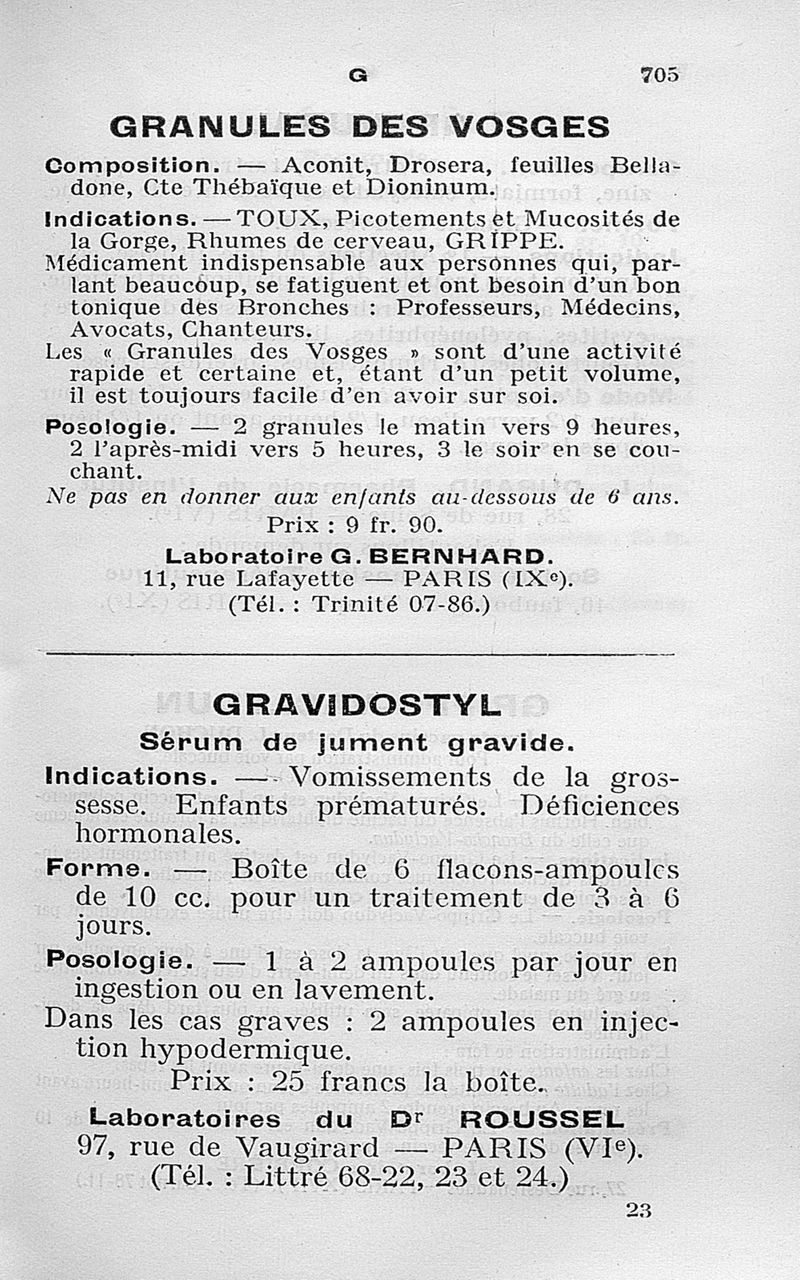 G 705
GRANULES DES VOSGES
Composition. — Aconit, Drosera, feuilles Bella-
done, Cte Thébaïque et Dioninum.
Indications. — TOUX, Picotements et Mucosités de
la Gorge, Rhumes de cerveau, GRIPPE.
Médicament indispensable aux personnes qui, par-
lant beaucoup, se fatiguent et ont besoin d'un bon
tonique des Bronches : Professeurs, Médecins,
Avocats, Chanteurs.
Les « Granules des Vosges » sont d'une activité
rapide et certaine et, étant d'un petit volume,
il est toujours facile d'en avoir sur soi.
Posologie. — 2 granules le matin vers 9 heures,
2 l'après-midi vers 5 heures, 3 le soir en se cou-
chant.
Ne pas en donner aux enfants au-dessous de 6 ans.
Prix : 9 fr. 90.
Laboratoire G. BERNHARD.
11, rue Lafayette — PARIS (IXe).
(Tél. : Trinité 07-86.)
GRAVIDOSTYL
Sérum de jument gravide.
Indications. — Vomissements de la gros-
sesse. Enfants prématurés. Déficiences
hormonales.
Forme. — Boîte de 6 flacons-ampoules
de 10 cc. pour un traitement de 3 à 6
jours.
Posologie. — 1 à 2 ampoules par jour en
ingestion ou en lavement.
Dans les cas graves : 2 ampoules en injec-
tion hypodermique.
Prix : 25 francs la boîte.
Laboratoires du Dr ROUSSEL
97, rue de Vaugirard — PARIS (VIe).
(Tél. : Littré 68-22, 23 et 24.)
23